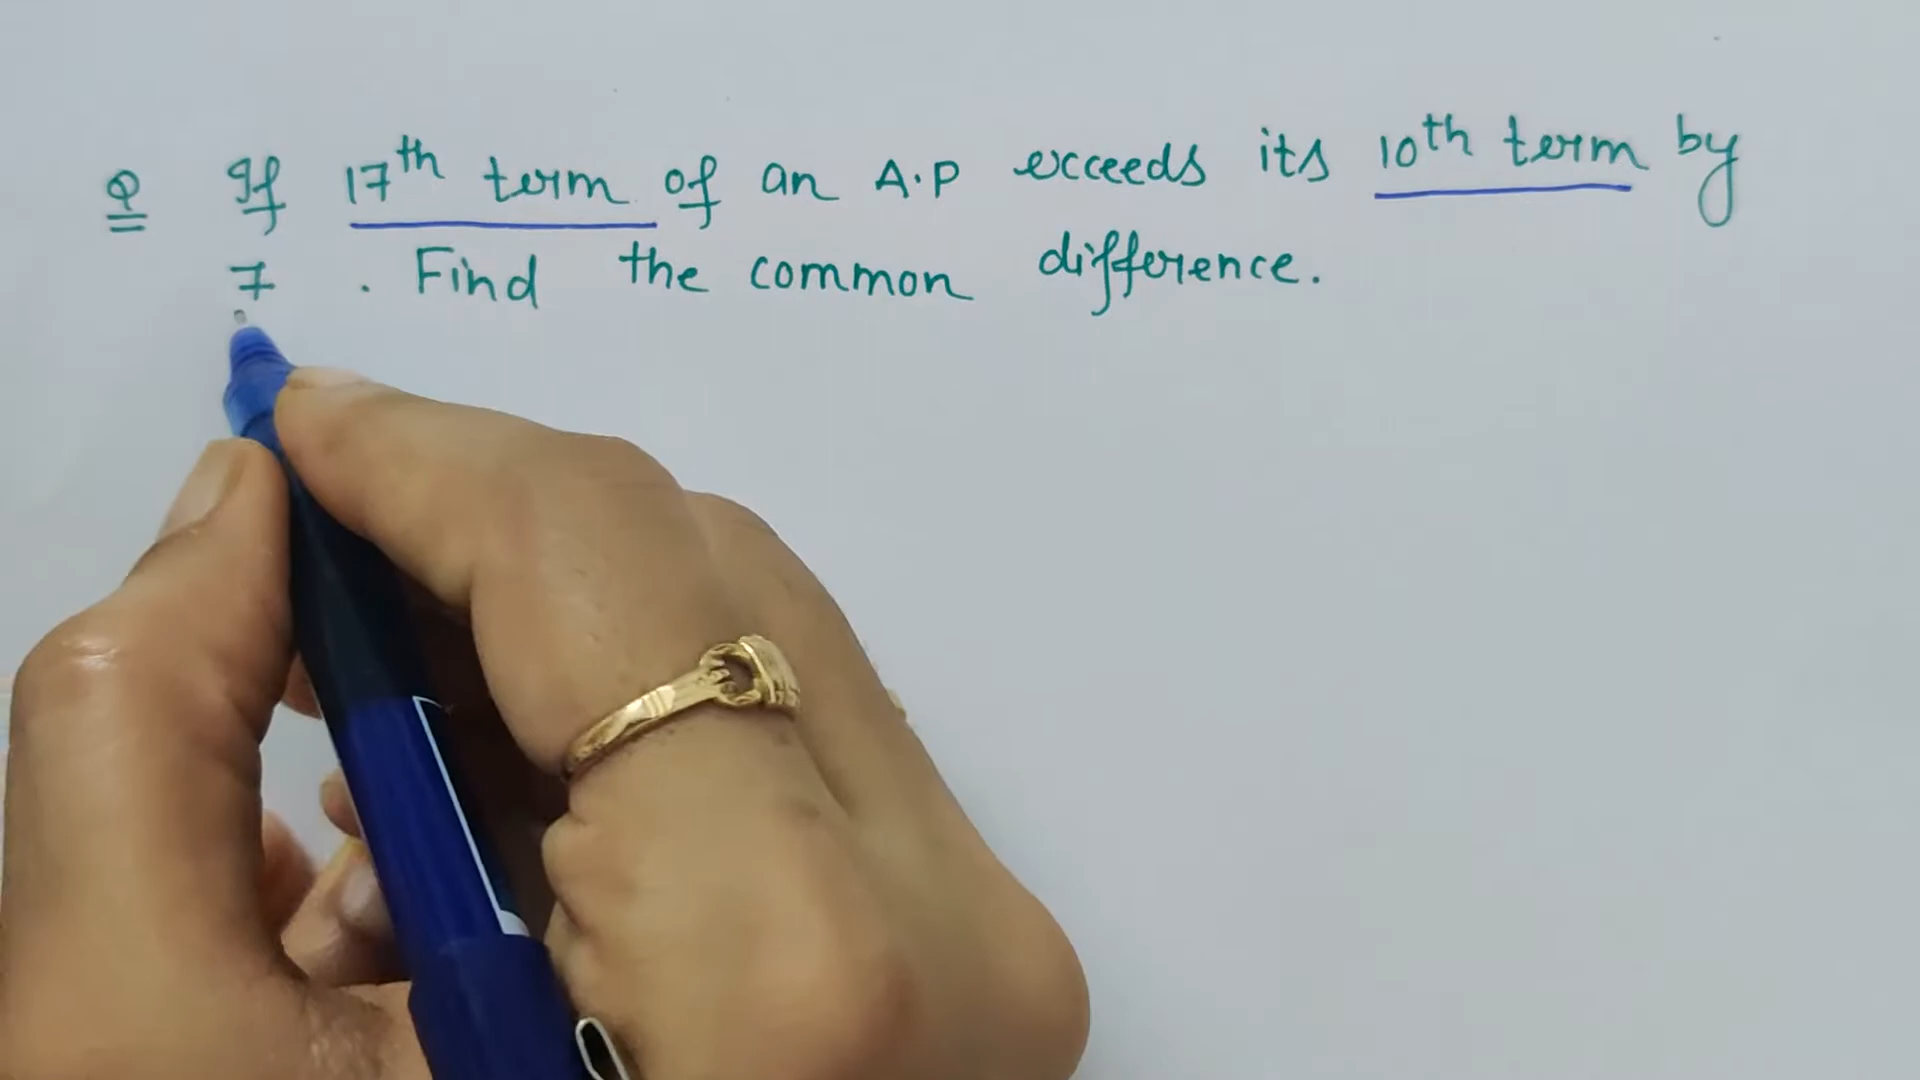 Q If 17th term of an A.P exceeds its 10th term by
7 . Find the common difference.